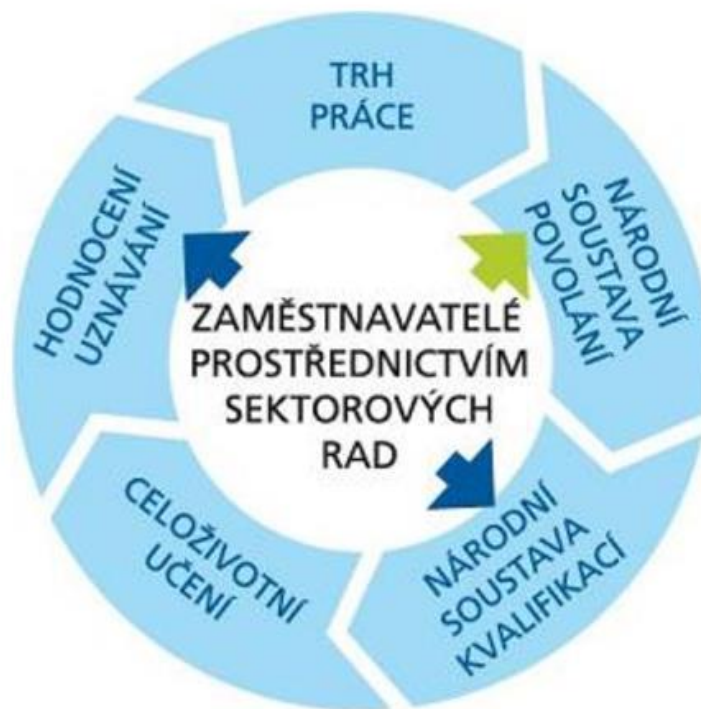 TRH
PRÁCE
NÁRODNÍ
SOUSTAVA
POVOLÁNÍ
NÁRODNÍ
SOUSTAVA
KVALIFIKACÍ
CELOŽIVOTNÍ
UČENÍ
HODNOCENÍ
UZNÁVÁNÍ
ZAMĚSTNAVATELÉ
PROSTŘEDNICTVÍM
SEKTOROVÝCH
RAD